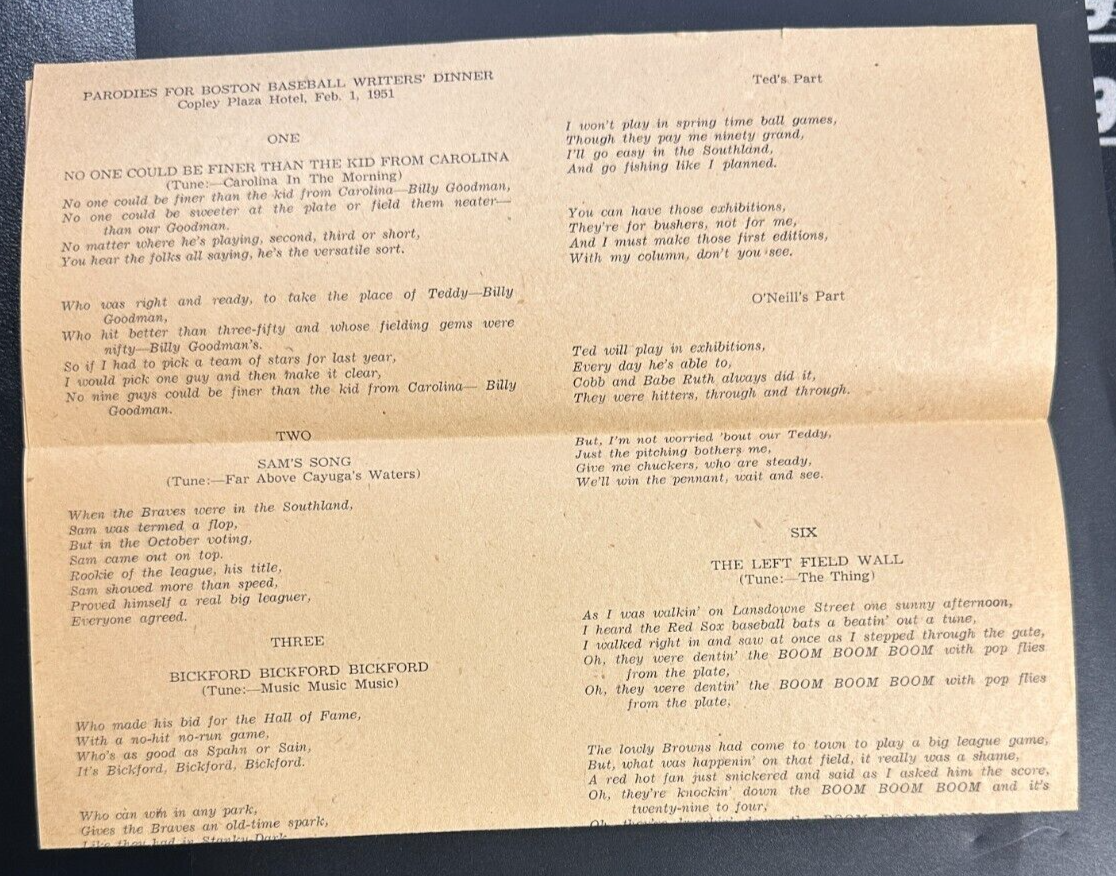 PARODIES FOR BOSTON BASEBALL WRITERS' DINNER
Copley Plaza Hotel, Feb. 1, 1951
ONE
NO ONE COULD BE FINER THAN THE KID FROM CAROLINA
(Tune:—Carolina In The Morning)
No one could be finer than the kid from Carolina—Billy Goodman,
No one could be sweeter at the plate or field them neater—
than our Goodman.
No matter where he's playing, second, third or short,
You hear the folks all saying, he's the versatile sort.
Who was right and ready, to take the place of Teddy—Billy
Goodman,
Who hit better than three-fifty and whose fielding gems were
nifty—Billy Goodman's.
So if I had to pick a team of stars for last year,
I would pick one guy and then make it clear,
No nine guys could be finer than the kid from Carolina— Billy
Goodman.
TWO
SAM'S SONG
(Tune:—Far Above Cayuga's Waters)
When the Braves were in the Southland,
Sam was termed a flop,
But in the October voting,
Sam came out on top.
Rookie of the league, his title,
Sam showed more than speed,
Proved himself a real big leaguer,
Everyone agreed.
THREE
BICKFORD BICKFORD BICKFORD
(Tune:—Music Music Music)
Who made his bid for the Hall of Fame,
With a no-hit no-run game,
Who's as good as Spahn or Sain,
It's Bickford, Bickford, Bickford.
Who can win in any park,
Gives the Braves an old-time spark,
Like they had in Stanky Dark
Ted's Part
I won't play in spring time ball games,
Though they pay me ninety grand,
I'll go easy in the Southland,
And go fishing like I planned.
You can have those exhibitions,
They're for bushers, not for me,
And I must make those first editions,
With my column, don't you see.
O'Neill's Part
Ted will play in exhibitions,
Every day he's able to,
Cobb and Babe Ruth always did it,
They were hitters, through and through.
But, I'm not worried 'bout our Teddy,
Just the pitching bothers me,
Give me chuckers, who are steady,
We'll win the pennant, wait and see.
SIX
THE LEFT FIELD WALL
(Tune:—The Thing)
As I was walkin' on Lansdowne Street one sunny afternoon,
I heard the Red Sox baseball bats a beatin' out a tune,
I walked right in and saw at once as I stepped through the gate,
Oh, they were dentin' the BOOM BOOM BOOM with pop flies
from the plate,
Oh, they were dentin' the BOOM BOOM BOOM with pop flies
from the plate,
The lowly Browns had come to town to play a big league game,
But, what was happenin' on that field, it really was a shame,
A red hot fan just snickered and said as I asked him the score,
Oh, they're knockin' down the BOOM BOOM BOOM and it's
twenty-nine to four,